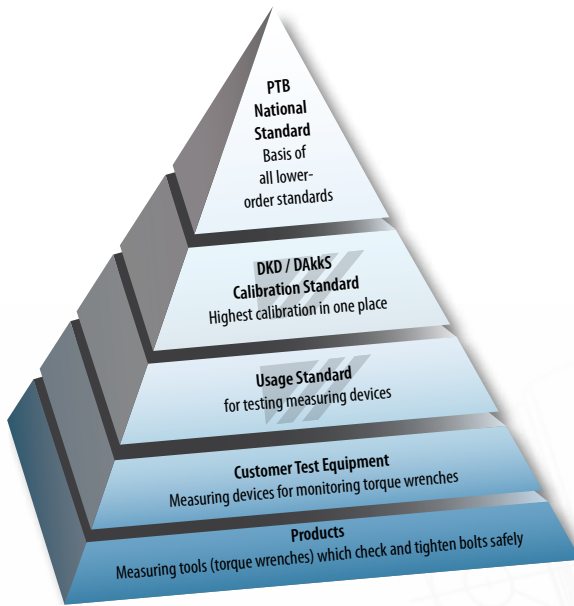 PTB
National
Standard
Basis of
all lower-
order standards
DKD / DAkkS
Calibration Standard
Highest calibration in one place
Usage Standard
for testing measuring devices
Customer Test Equipment
Measuring devices for monitoring torque wrenches
Products
Measuring tools (torque wrenches) which check and tighten bolts safely